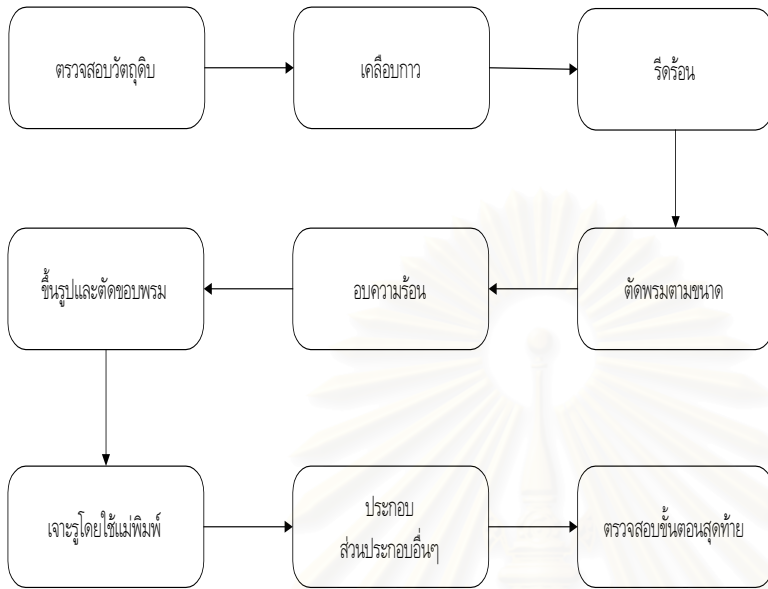 ตรวจสอบวัตถุดิบ
เคลือบกาว
รีดร้อน
ตัดพรมตามขนาด
อบความร้อน
ขึ้นรูปและตัดขอบพรม
เจาะรูโดยใช้แม่พิมพ์
ประกอบ
ส่วนประกอบอื่นๆ
ตรวจสอบขั้นตอนสุดท้าย